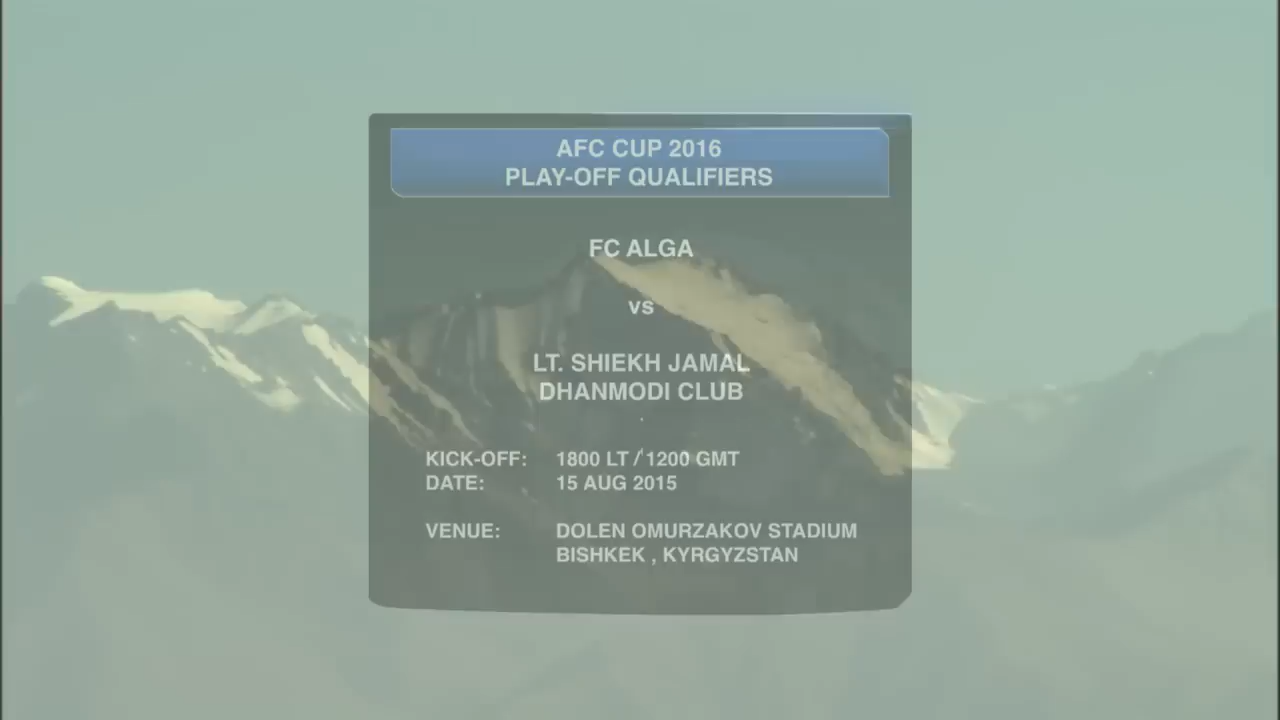 AFC CUP 2016
PLAY-OFF QUALIFIERS
FC ALGA
vs
LT. SHIEKH JAMAL
DHANMODI CLUB
KICK-OFF: 1800 LT / 1200 GMT
DATE: 15 AUG 2015
VENUE: DOLEN OMURZAKOV STADIUM
BISHKEK , KYRGYZSTAN